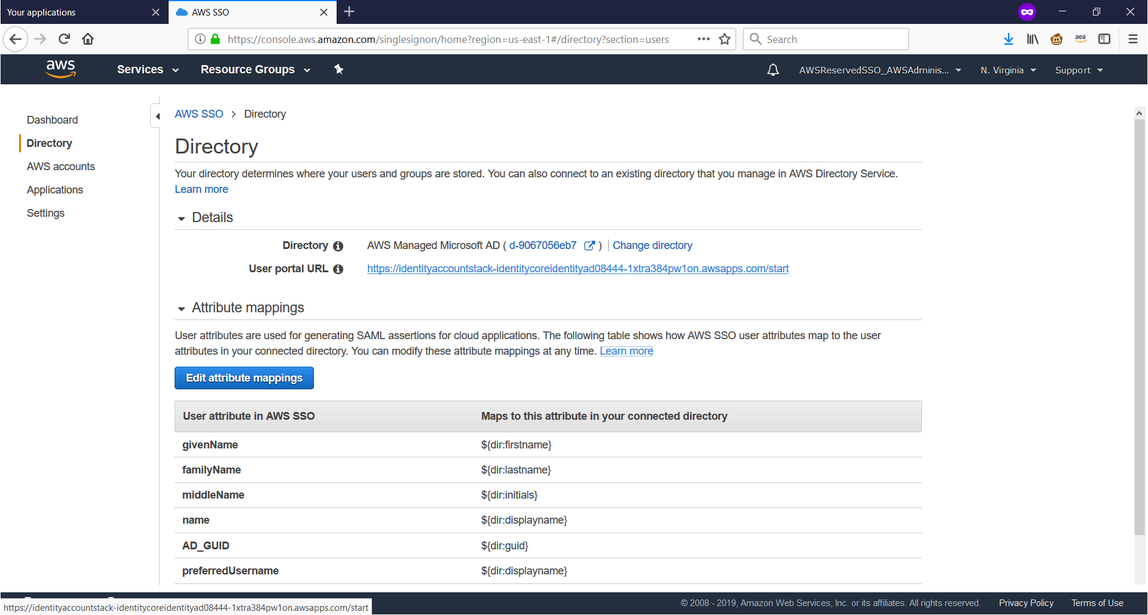 Your applications
AWS SSO
https://console.aws.amazon.com/singlesignon/home?region=us-east-1#/directory?section=users
Search
aea
aws
Services
Resource Groups
AWSReservedSSO_AWSAdminis...
N. Virginia
Support
Dashboard
Directory
AWS accounts
Applications
Settings
AWS SSO > Directory
Directory
Your directory determines where your users and groups are stored. You can also connect to an existing directory that you manage in AWS Directory Service.
Learn more
Details
Directory AWS Managed Microsoft AD ( d-9067056eb7 ) | Change directory
User portal URL https://identityaccountstack-identitycoreidentityad08444-1xtra384pw1on.awsapps.com/start
Attribute mappings
User attributes are used for generating SAML assertions for cloud applications. The following table shows how AWS SSO user attributes map to the user
attributes in your connected directory. You can modify these attribute mappings at any time. Learn more
Edit attribute mappings
User attribute in AWS SSO Maps to this attribute in your connected directory
givenName ${dir:firstname}
familyName ${dir:lastname}
middleName ${dir:initials}
name ${dir:displayname}
AD_GUID ${dir:guid}
preferredUsername ${dir:displayname}
https://identityaccountstack-identitycoreidentityad08444-1xtra384pw1on.awsapps.com/start
© 2008 - 2019, Amazon Web Services, Inc. or its affiliates. All rights reserved.
Privacy Policy
Terms of Use